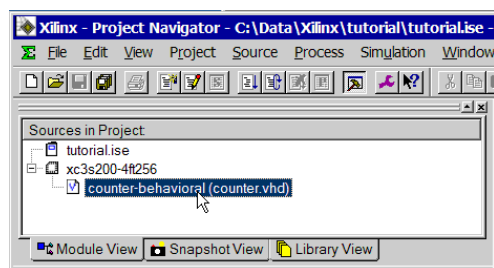 Xilinx - Project Navigator - C:\Data\Xilinx\tutorial\tutorial.ise -
File Edit View Project Source Process Simulation Window
Sources in Project:
tutorial.ise
xc3s200-4ft256
counter-behavioral (counter.vhd)
Module View Snapshot View Library View